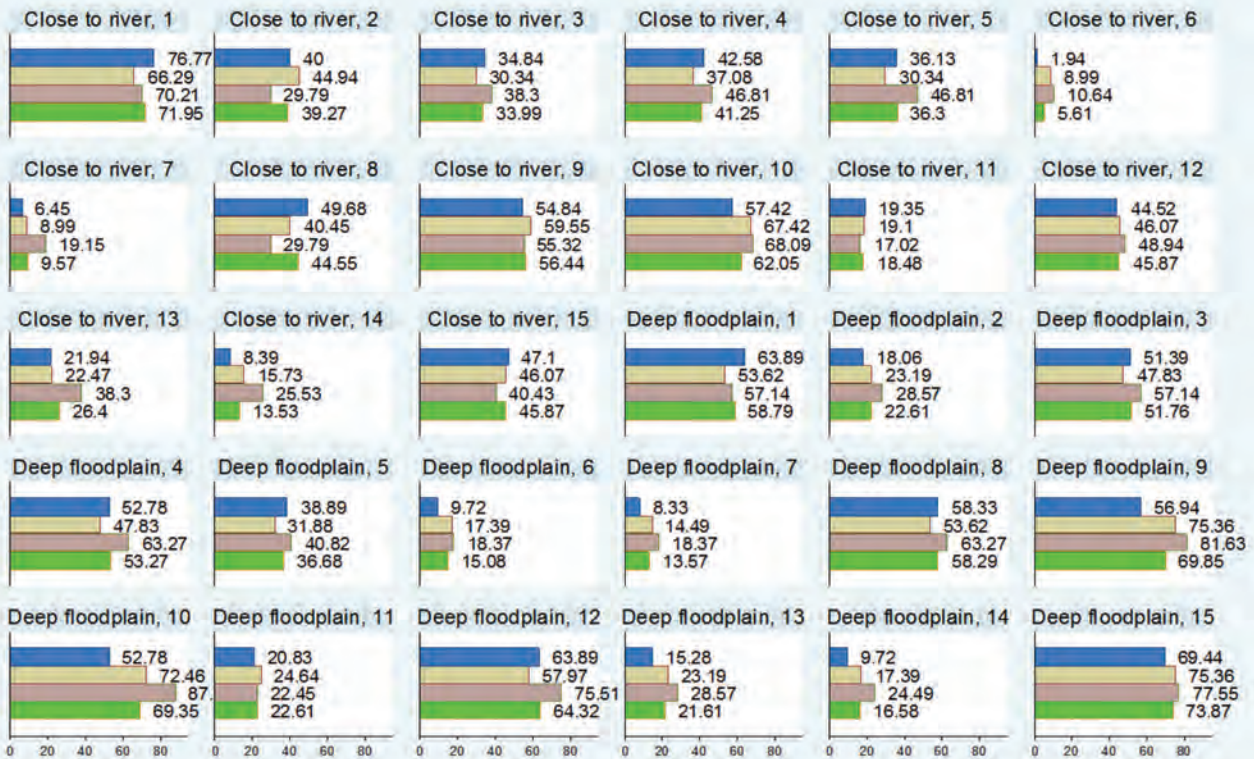 Close to river, 1 Close to river, 2 Close to river, 3 Close to river, 4 Close to river, 5 Close to river, 6
76.77 40 34.84 42.58 36.13 1.94
66.29 44.94 30.34 37.08 30.34 8.99
70.21 29.79 38.3 46.81 46.81 10.64
71.95 39.27 33.99 41.25 36.3 5.61
Close to river, 7 Close to river, 8 Close to river, 9 Close to river, 10 Close to river, 11 Close to river, 12
6.45 49.68 54.84 57.42 19.35 44.52
8.99 40.45 59.55 67.42 19.1 46.07
19.15 29.79 55.32 68.09 17.02 48.94
9.57 44.55 56.44 62.05 18.48 45.87
Close to river, 13 Close to river, 14 Close to river, 15 Deep floodplain, 1 Deep floodplain, 2 Deep floodplain, 3
21.94 8.39 47.1 63.89 18.06 51.39
22.47 15.73 46.07 53.62 23.19 47.83
38.3 25.53 40.43 57.14 28.57 57.14
26.4 13.53 45.87 58.79 22.61 51.76
Deep floodplain, 4 Deep floodplain, 5 Deep floodplain, 6 Deep floodplain, 7 Deep floodplain, 8 Deep floodplain, 9
52.78 38.89 9.72 8.33 58.33 56.94
47.83 31.88 17.39 14.49 53.62 75.36
63.27 40.82 18.37 18.37 63.27 81.63
53.27 36.68 15.08 13.57 58.29 69.85
Deep floodplain, 10 Deep floodplain, 11 Deep floodplain, 12 Deep floodplain, 13 Deep floodplain, 14 Deep floodplain, 15
52.78 20.83 63.89 15.28 9.72 69.44
72.46 24.64 57.97 23.19 17.39 75.36
87. 22.45 75.51 28.57 24.49 77.55
69.35 22.61 64.32 21.61 16.58 73.87
0 20 40 60 80 0 20 40 60 80 0 20 40 60 80 0 20 40 60 80 0 20 40 60 80 0 20 40 60 80